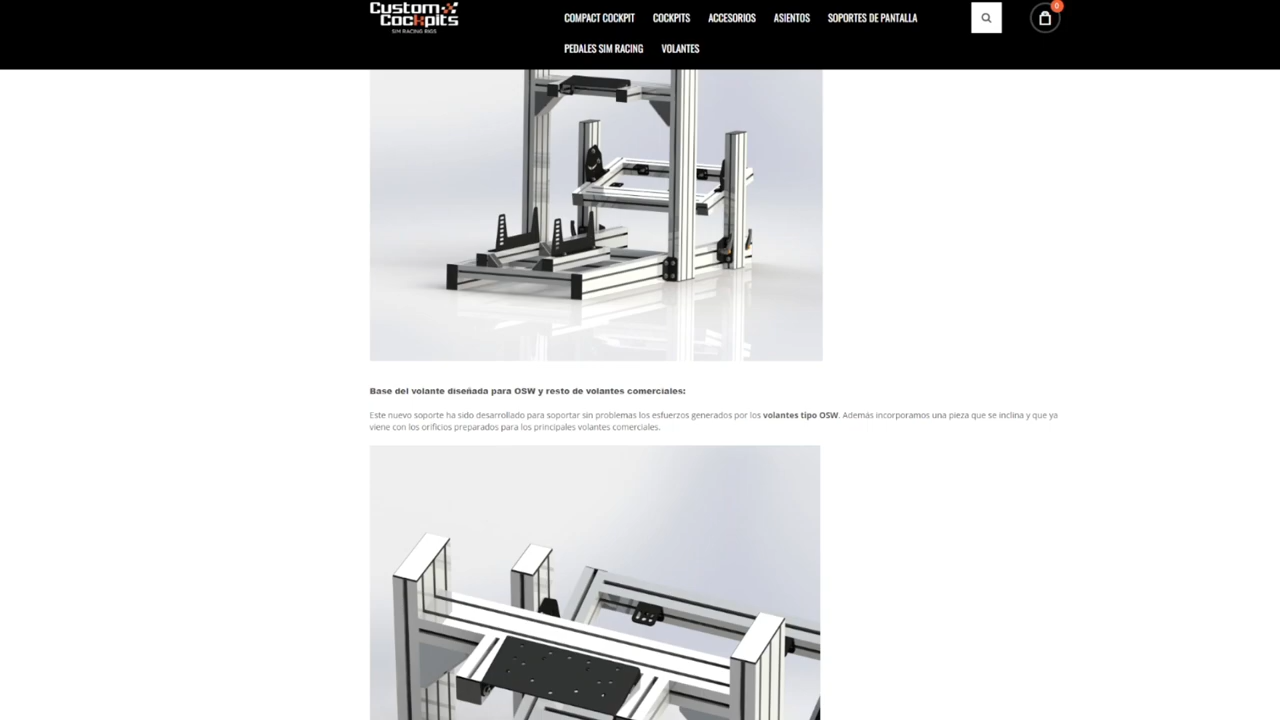 Custom
Cockpits
SIM RACING RIGS
COMPACT COCKPIT COCKPITS ACCESORIOS ASIENTOS SOPORTES DE PANTALLA
0
PEDALES SIM RACING VOLANTES
Base del volante diseñada para OSW y resto de volantes comerciales:
Este nuevo soporte ha sido desarrollado para soportar sin problemas los esfuerzos generados por los volantes tipo OSW. Además incorporamos una pieza que se inclina y que ya
viene con los orificios preparados para los principales volantes comerciales.